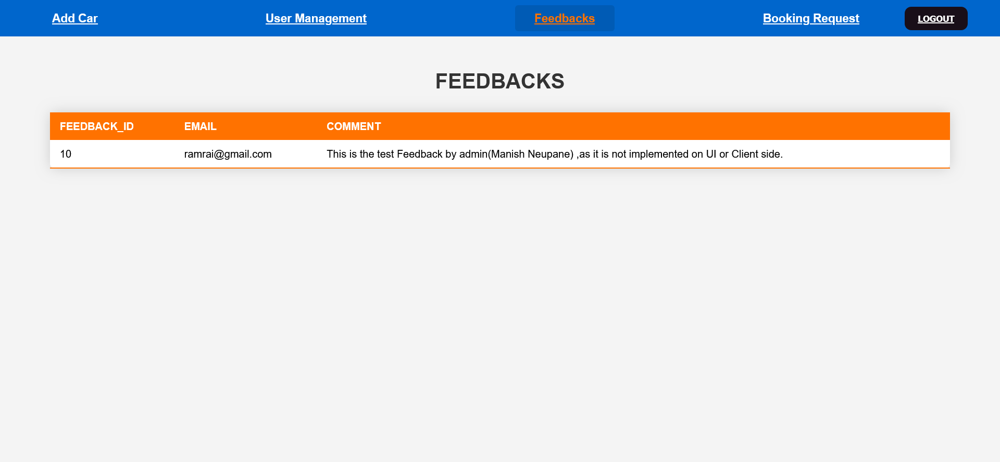 Add Car User Management Feedbacks Booking Request LOGOUT
FEEDBACKS
FEEDBACK_ID EMAIL COMMENT
10 ramrai@gmail.com This is the test Feedback by admin(Manish Neupane) ,as it is not implemented on UI or Client side.